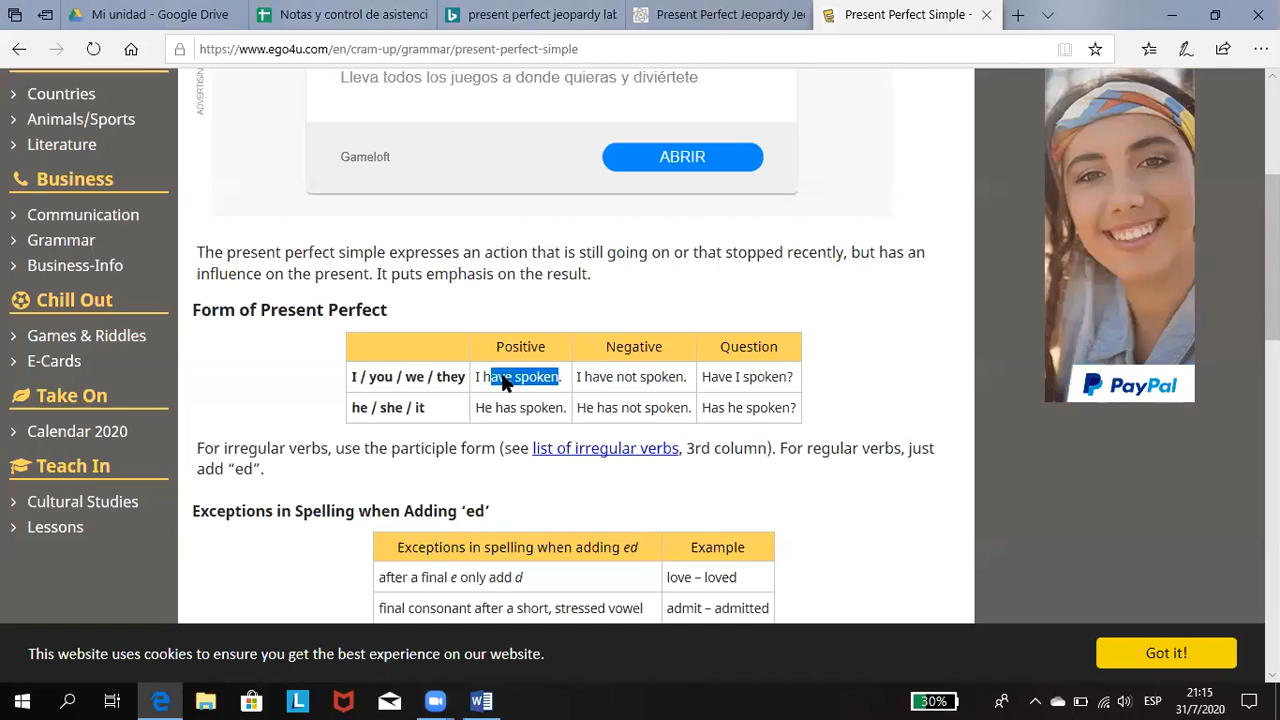 Mi unidad - Google Drive
Notas y control de asistenci
present perfect jeopardy lab
Present Perfect Jeopardy Je
Present Perfect Simple -
https://www.ego4u.com/en/cram-up/grammar/present-perfect-simple
Countries
Animals/Sports
Literature
Business
Communication
Grammar
Business-Info
Chill Out
Games & Riddles
E-Cards
Take On
Calendar 2020
Teach In
Cultural Studies
Lessons
Lleva todos los juegos a donde quieras y diviértete
Gameloft
ABRIR
The present perfect simple expresses an action that is still going on or that stopped recently, but has an
influence on the present. It puts emphasis on the result.
Form of Present Perfect
Positive Negative Question
I / you / we / they I have spoken. I have not spoken. Have I spoken?
he / she / it He has spoken. He has not spoken. Has he spoken?
For irregular verbs, use the participle form (see list of irregular verbs, 3rd column). For regular verbs, just
add “ed”.
Exceptions in Spelling when Adding ‘ed’
Exceptions in spelling when adding ed Example
after a final e only add d love – loved
final consonant after a short, stressed vowel admit – admitted
PayPal
This website uses cookies to ensure you get the best experience on our website.
Got it!
30%
ESP
21:15
31/7/2020